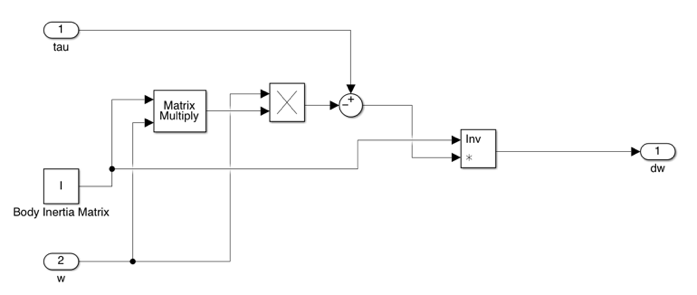 1
tau
Matrix
Multiply
+
−
Inv
*
1
dw
I
Body Inertia Matrix
2
w